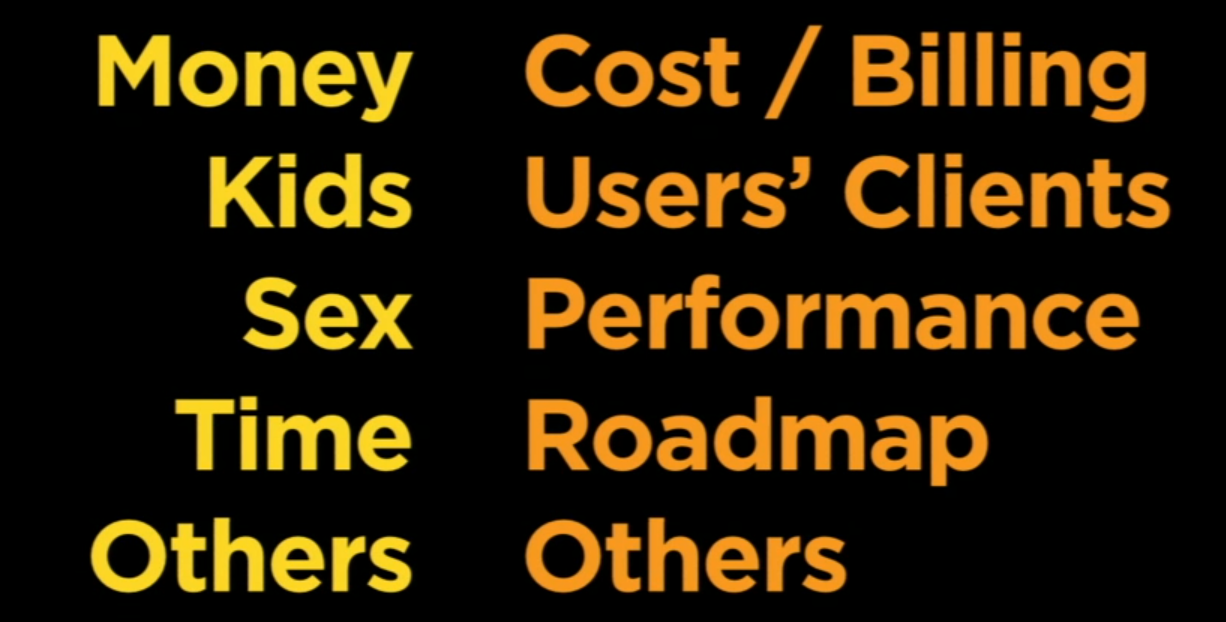 Money Cost / Billing
Kids Users’ Clients
Sex Performance
Time Roadmap
Others Others